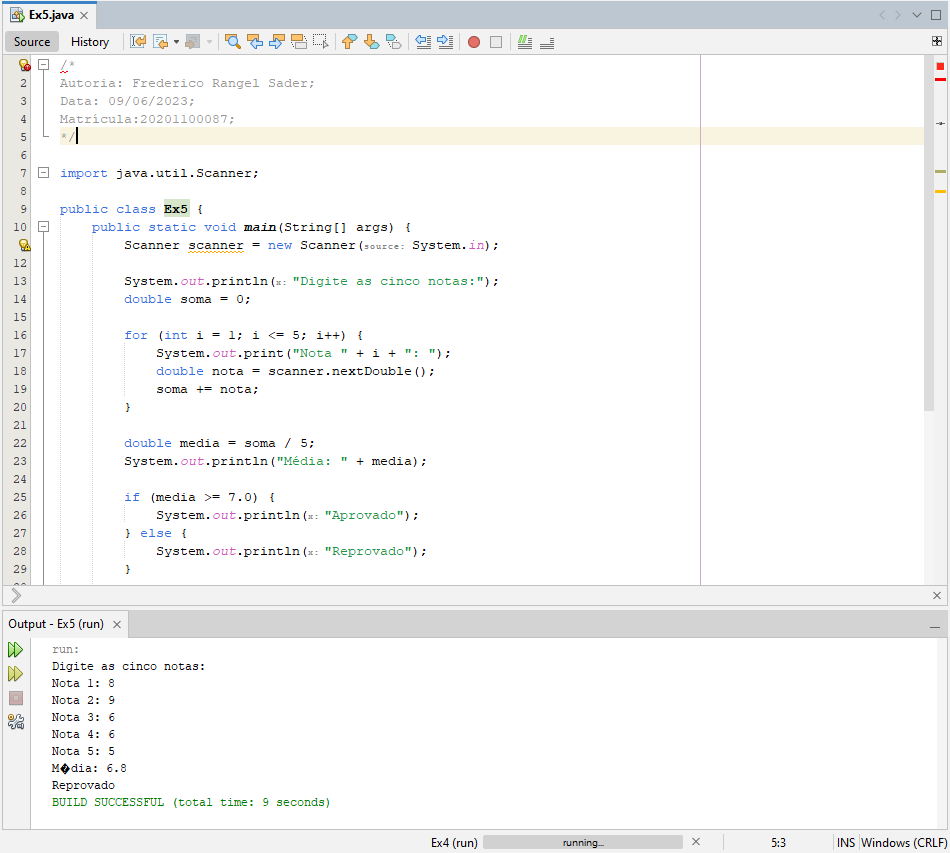 Ex5.java
Source History
/*
2 Autoria: Frederico Rangel Sader;
3 Data: 09/06/2023;
4 Matrícula:20201100087;
5 */
6
7 import java.util.Scanner;
8
9 public class Ex5 {
10 public static void main(String[] args) {
Scanner scanner = new Scanner(source: System.in);
12
13 System.out.println(x: "Digite as cinco notas:");
14 double soma = 0;
15
16 for (int i = 1; i <= 5; i++) {
17 System.out.print("Nota " + i + ": ");
18 double nota = scanner.nextDouble();
19 soma += nota;
20 }
21
22 double media = soma / 5;
23 System.out.println("Média: " + media);
24
25 if (media >= 7.0) {
26 System.out.println(x: "Aprovado");
27 } else {
28 System.out.println(x: "Reprovado");
29 }
Output - Ex5 (run)
run:
Digite as cinco notas:
Nota 1: 8
Nota 2: 9
Nota 3: 6
Nota 4: 6
Nota 5: 5
M�dia: 6.8
Reprovado
BUILD SUCCESSFUL (total time: 9 seconds)
Ex4 (run) running... 5:3 INS Windows (CRLF)